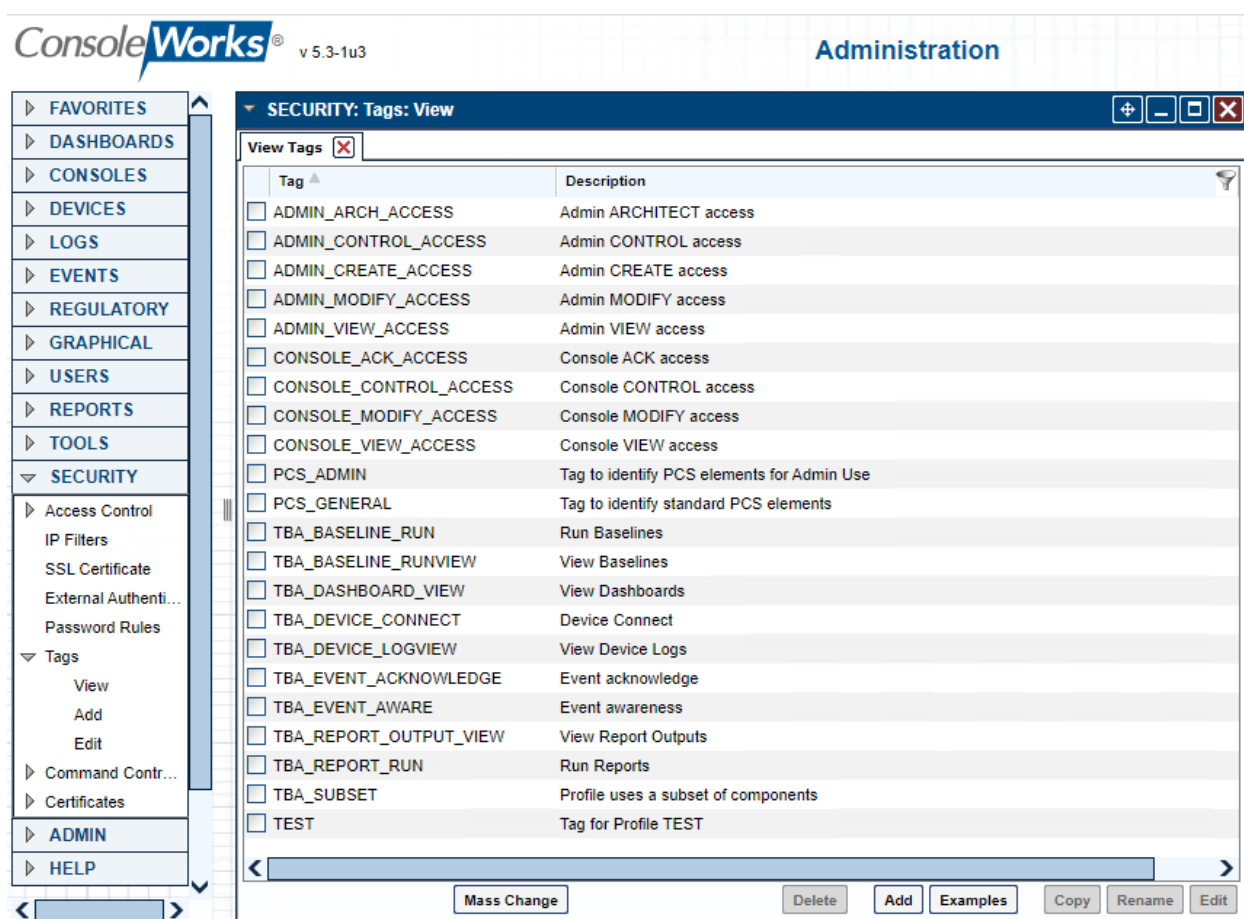 ConsoleWorks® v 5.3-1u3
Administration
FAVORITES
DASHBOARDS
CONSOLES
DEVICES
LOGS
EVENTS
REGULATORY
GRAPHICAL
USERS
REPORTS
TOOLS
SECURITY
Access Control
IP Filters
SSL Certificate
External Authenti...
Password Rules
Tags
View
Add
Edit
Command Contr...
Certificates
ADMIN
HELP
SECURITY: Tags: View
View Tags
Tag Description
ADMIN_ARCH_ACCESS Admin ARCHITECT access
ADMIN_CONTROL_ACCESS Admin CONTROL access
ADMIN_CREATE_ACCESS Admin CREATE access
ADMIN_MODIFY_ACCESS Admin MODIFY access
ADMIN_VIEW_ACCESS Admin VIEW access
CONSOLE_ACK_ACCESS Console ACK access
CONSOLE_CONTROL_ACCESS Console CONTROL access
CONSOLE_MODIFY_ACCESS Console MODIFY access
CONSOLE_VIEW_ACCESS Console VIEW access
PCS_ADMIN Tag to identify PCS elements for Admin Use
PCS_GENERAL Tag to identify standard PCS elements
TBA_BASELINE_RUN Run Baselines
TBA_BASELINE_RUNVIEW View Baselines
TBA_DASHBOARD_VIEW View Dashboards
TBA_DEVICE_CONNECT Device Connect
TBA_DEVICE_LOGVIEW View Device Logs
TBA_EVENT_ACKNOWLEDGE Event acknowledge
TBA_EVENT_AWARE Event awareness
TBA_REPORT_OUTPUT_VIEW View Report Outputs
TBA_REPORT_RUN Run Reports
TBA_SUBSET Profile uses a subset of components
TEST Tag for Profile TEST
Mass Change Delete Add Examples Copy Rename Edit